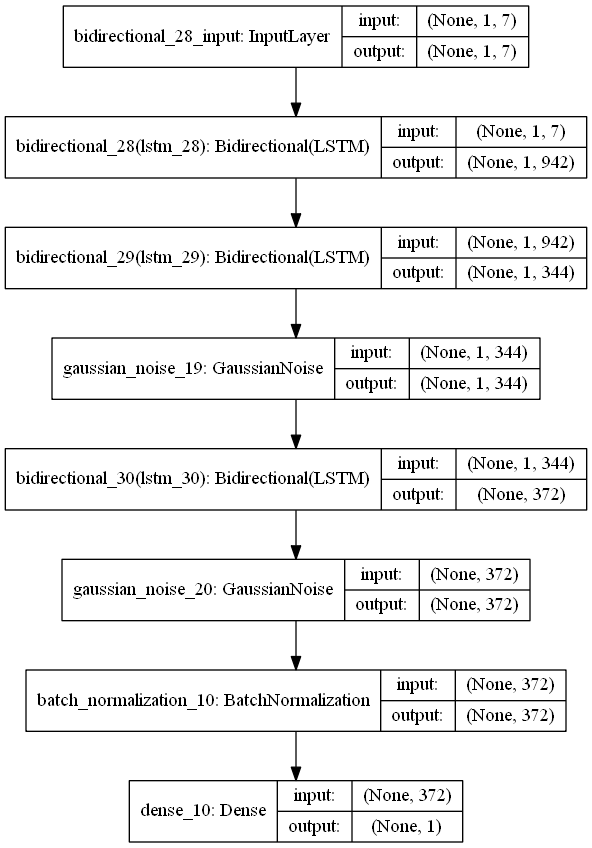 bidirectional_28_input: InputLayer
input: (None, 1, 7)
output: (None, 1, 7)
bidirectional_28(lstm_28): Bidirectional(LSTM)
input: (None, 1, 7)
output: (None, 1, 942)
bidirectional_29(lstm_29): Bidirectional(LSTM)
input: (None, 1, 942)
output: (None, 1, 344)
gaussian_noise_19: GaussianNoise
input: (None, 1, 344)
output: (None, 1, 344)
bidirectional_30(lstm_30): Bidirectional(LSTM)
input: (None, 1, 344)
output: (None, 372)
gaussian_noise_20: GaussianNoise
input: (None, 372)
output: (None, 372)
batch_normalization_10: BatchNormalization
input: (None, 372)
output: (None, 372)
dense_10: Dense
input: (None, 372)
output: (None, 1)